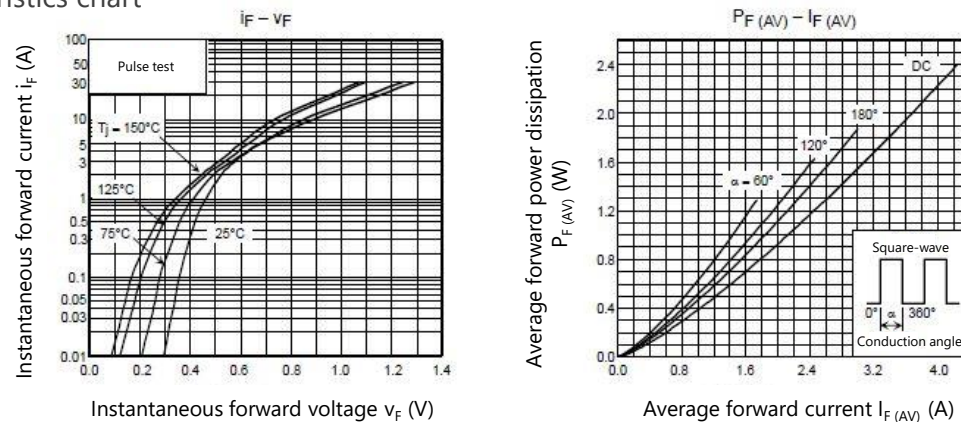 istics chart
iF – vF
Instantaneous forward current iF (A)
100
50
30
10
5
3
1
0.5
0.3
0.1
0.05
0.03
0.01
Pulse test
Tj – 150°C
125°C
75°C
25°C
0.0 0.2 0.4 0.6 0.8 1.0 1.2 1.4
Instantaneous forward voltage vF (V)
PF (AV) – IF (AV)
Average forward power dissipation
PF (AV) (W)
2.4
2.0
1.6
1.2
0.8
0.4
0.0
DC
180°
120°
α – 60°
Square-wave
0° α 360°
Conduction angle
0.0 0.8 1.6 2.4 3.2 4.0
Average forward current IF (AV) (A)